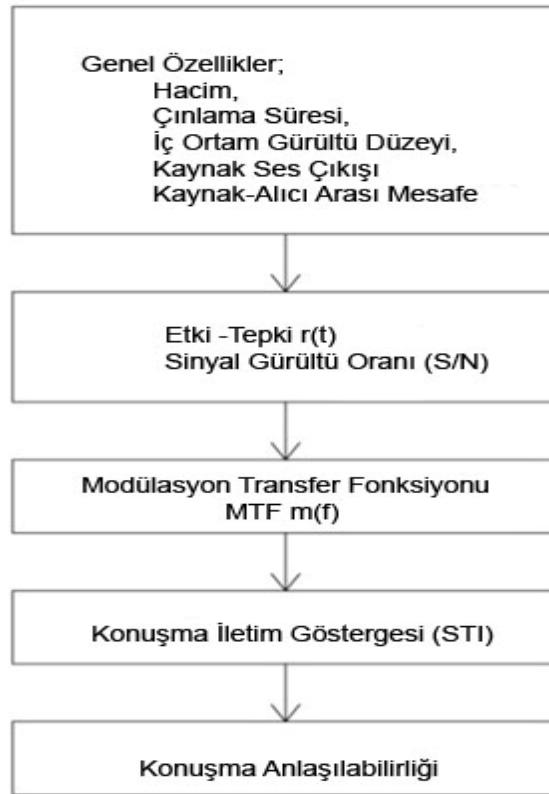 Genel Özellikler;
Hacim,
Çınlama Süresi,
İç Ortam Gürültü Düzeyi,
Kaynak Ses Çıkışı
Kaynak-Alıcı Arası Mesafe
Etki -Tepki r(t)
Sinyal Gürültü Oranı (S/N)
Modülasyon Transfer Fonksiyonu
MTF m(f)
Konuşma İletim Göstergesi (STI)
Konuşma Anlaşılabilirliği